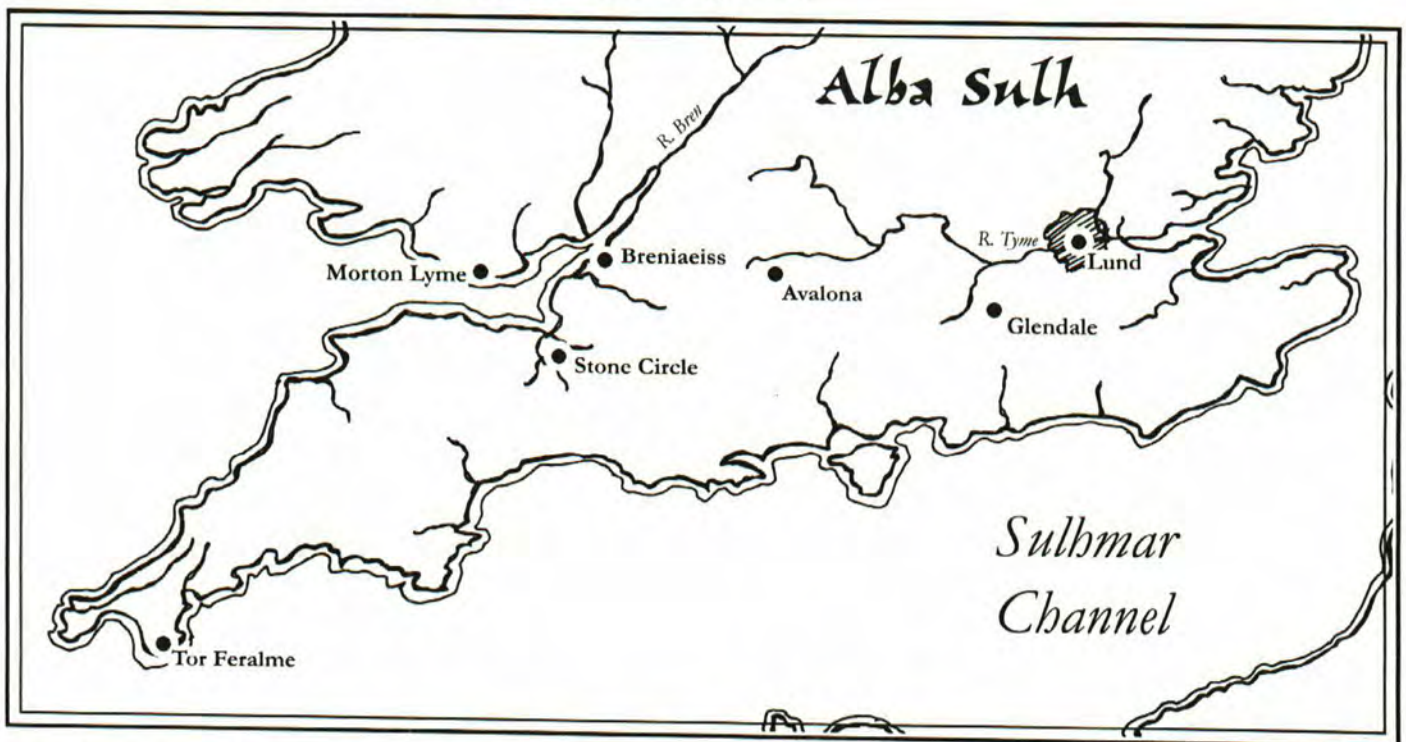 Alba Sulh
R. Bren
R. Tyme
Lund
Breniaeiss
Morton Lyme
Avalona
Glendale
Stone Circle
Sulhmar
Channel
Tor Feralme